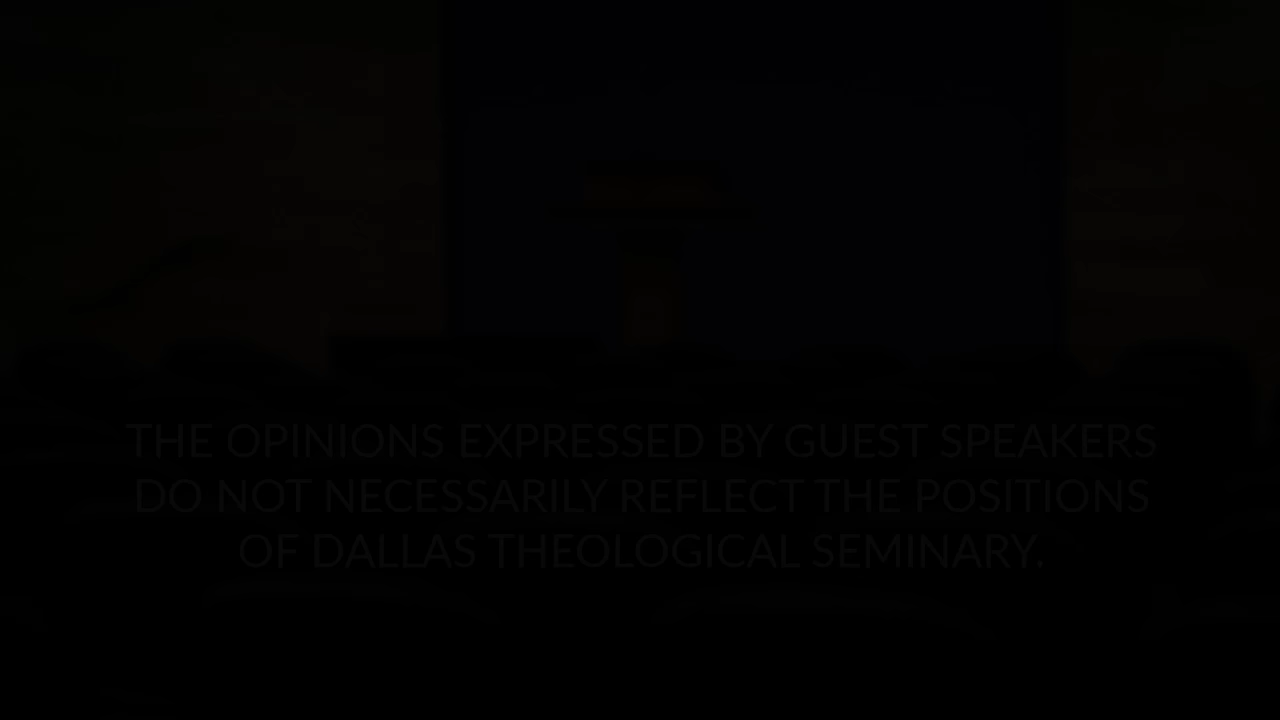 THE OPINIONS EXPRESSED BY GUEST SPEAKERS
DO NOT NECESSARILY REFLECT THE POSITIONS
OF DALLAS THEOLOGICAL SEMINARY.